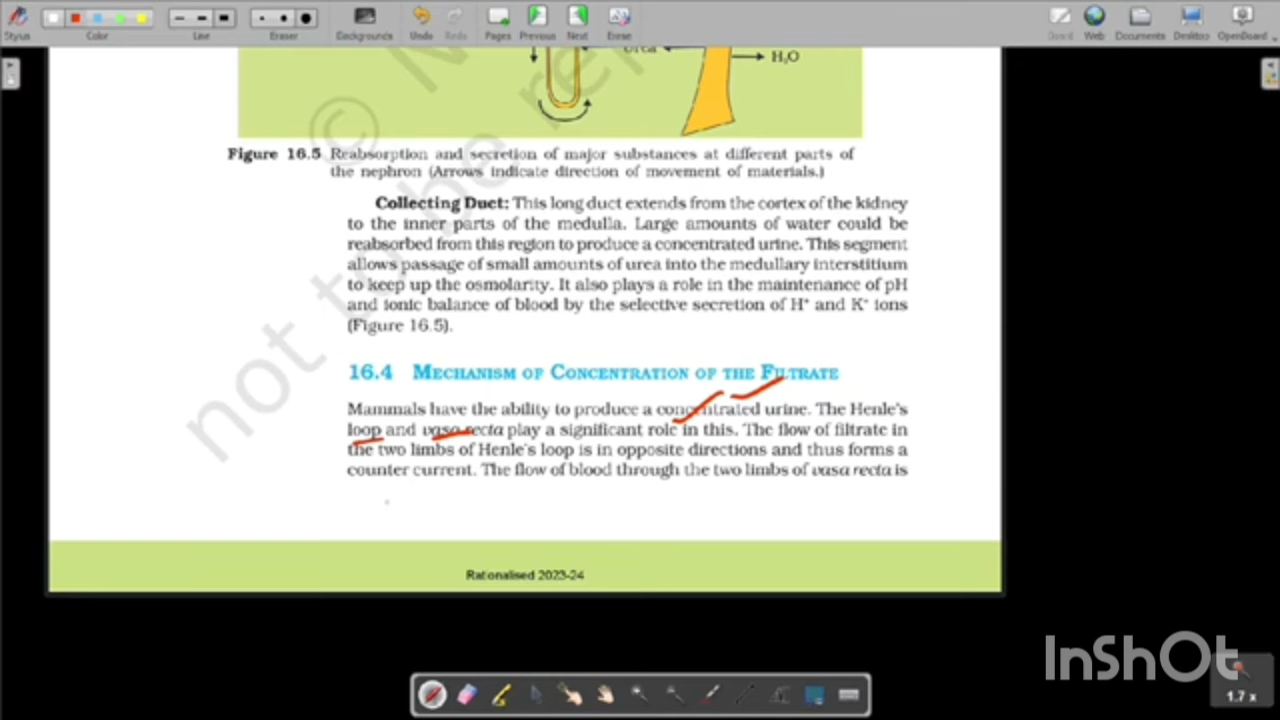 Stylus
Color
Line
Eraser
Backgrounds
Undo
Redo
Pages
Previous
Next
Erase
Board
Web
Documents
Desktop
OpenBoard
Urea
H₂O
Figure 16.5 Reabsorption and secretion of major substances at different parts of
the nephron (Arrows indicate direction of movement of materials.)
Collecting Duct: This long duct extends from the cortex of the kidney
to the inner parts of the medulla. Large amounts of water could be
reabsorbed from this region to produce a concentrated urine. This segment
allows passage of small amounts of urea into the medullary interstitium
to keep up the osmolarity. It also plays a role in the maintenance of pH
and ionic balance of blood by the selective secretion of H⁺ and K⁺ ions
(Figure 16.5).
16.4 MECHANISM OF CONCENTRATION OF THE FILTRATE
Mammals have the ability to produce a concentrated urine. The Henle's
loop and vasa recta play a significant role in this. The flow of filtrate in
the two limbs of Henle's loop is in opposite directions and thus forms a
counter current. The flow of blood through the two limbs of vasa recta is
Rationalised 2023-24
© N
not to be re
InShOt
1.7 x